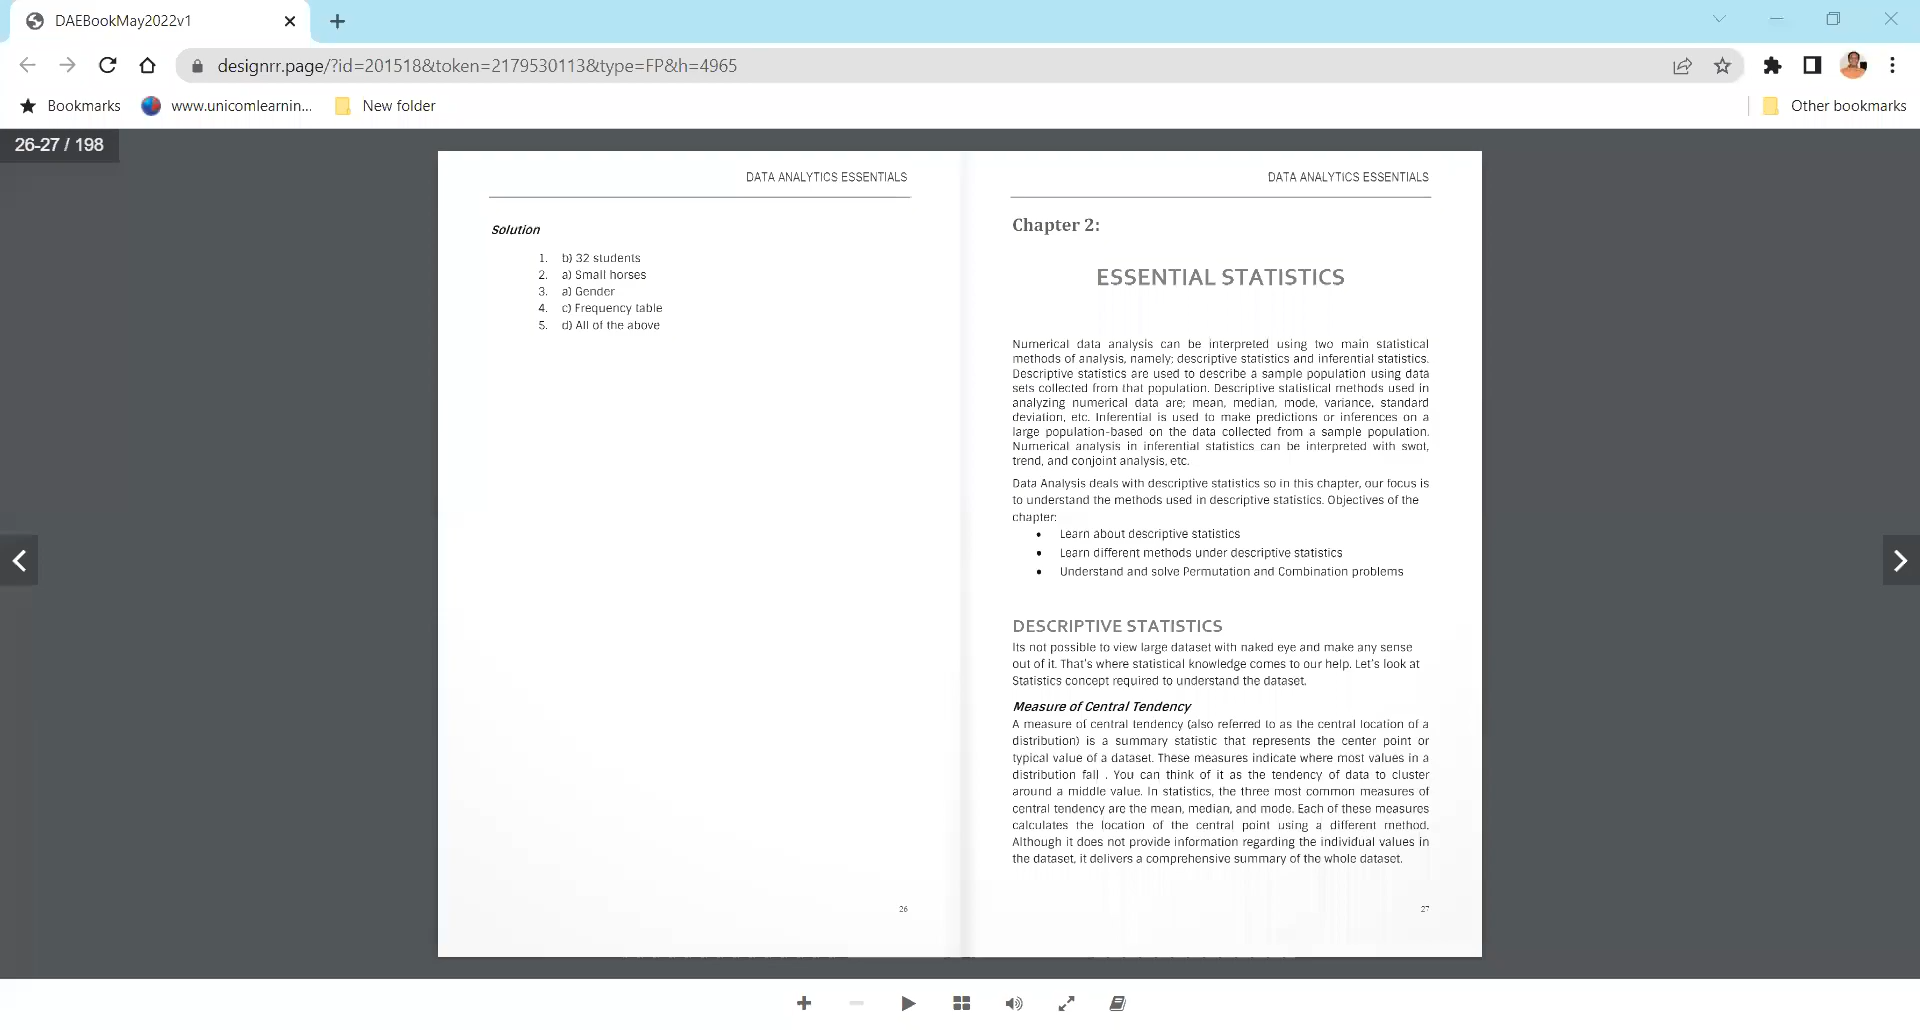 DAEBookMay2022v1
designrr.page/?id=201518&token=2179530113&type=FP&h=4965
Bookmarks
www.unicomlearnin...
New folder
Other bookmarks
26-27 / 198
DATA ANALYTICS ESSENTIALS
Solution
1. b) 32 students
2. a) Small horses
3. a) Gender
4. c) Frequency table
5. d) All of the above
26
DATA ANALYTICS ESSENTIALS
Chapter 2:
ESSENTIAL STATISTICS
Numerical data analysis can be interpreted using two main statistical
methods of analysis, namely; descriptive statistics and inferential statistics.
Descriptive statistics are used to describe a sample population using data
sets collected from that population. Descriptive statistical methods used in
analyzing numerical data are; mean, median, mode, variance, standard
deviation, etc. Inferential is used to make predictions or inferences on a
large population-based on the data collected from a sample population.
Numerical analysis in inferential statistics can be interpreted with swot,
trend, and conjoint analysis, etc.
Data Analysis deals with descriptive statistics so in this chapter, our focus is
to understand the methods used in descriptive statistics. Objectives of the
chapter:
• Learn about descriptive statistics
• Learn different methods under descriptive statistics
• Understand and solve Permutation and Combination problems
DESCRIPTIVE STATISTICS
Its not possible to view large dataset with naked eye and make any sense
out of it. That's where statistical knowledge comes to our help. Let's look at
Statistics concept required to understand the dataset.
Measure of Central Tendency
A measure of central tendency (also referred to as the central location of a
distribution) is a summary statistic that represents the center point or
typical value of a dataset. These measures indicate where most values in a
distribution fall . You can think of it as the tendency of data to cluster
around a middle value. In statistics, the three most common measures of
central tendency are the mean, median, and mode. Each of these measures
calculates the location of the central point using a different method.
Although it does not provide information regarding the individual values in
the dataset, it delivers a comprehensive summary of the whole dataset.
27